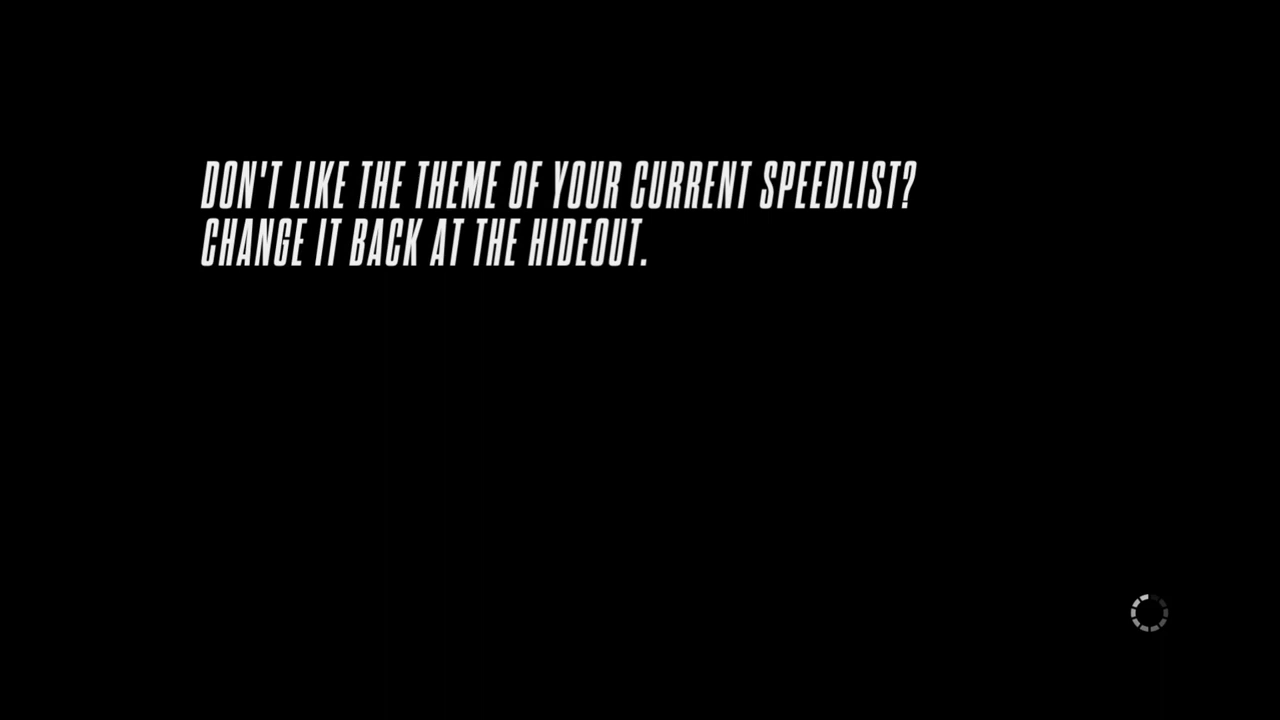 DON'T LIKE THE THEME OF YOUR CURRENT SPEEDLIST?
CHANGE IT BACK AT THE HIDEOUT.